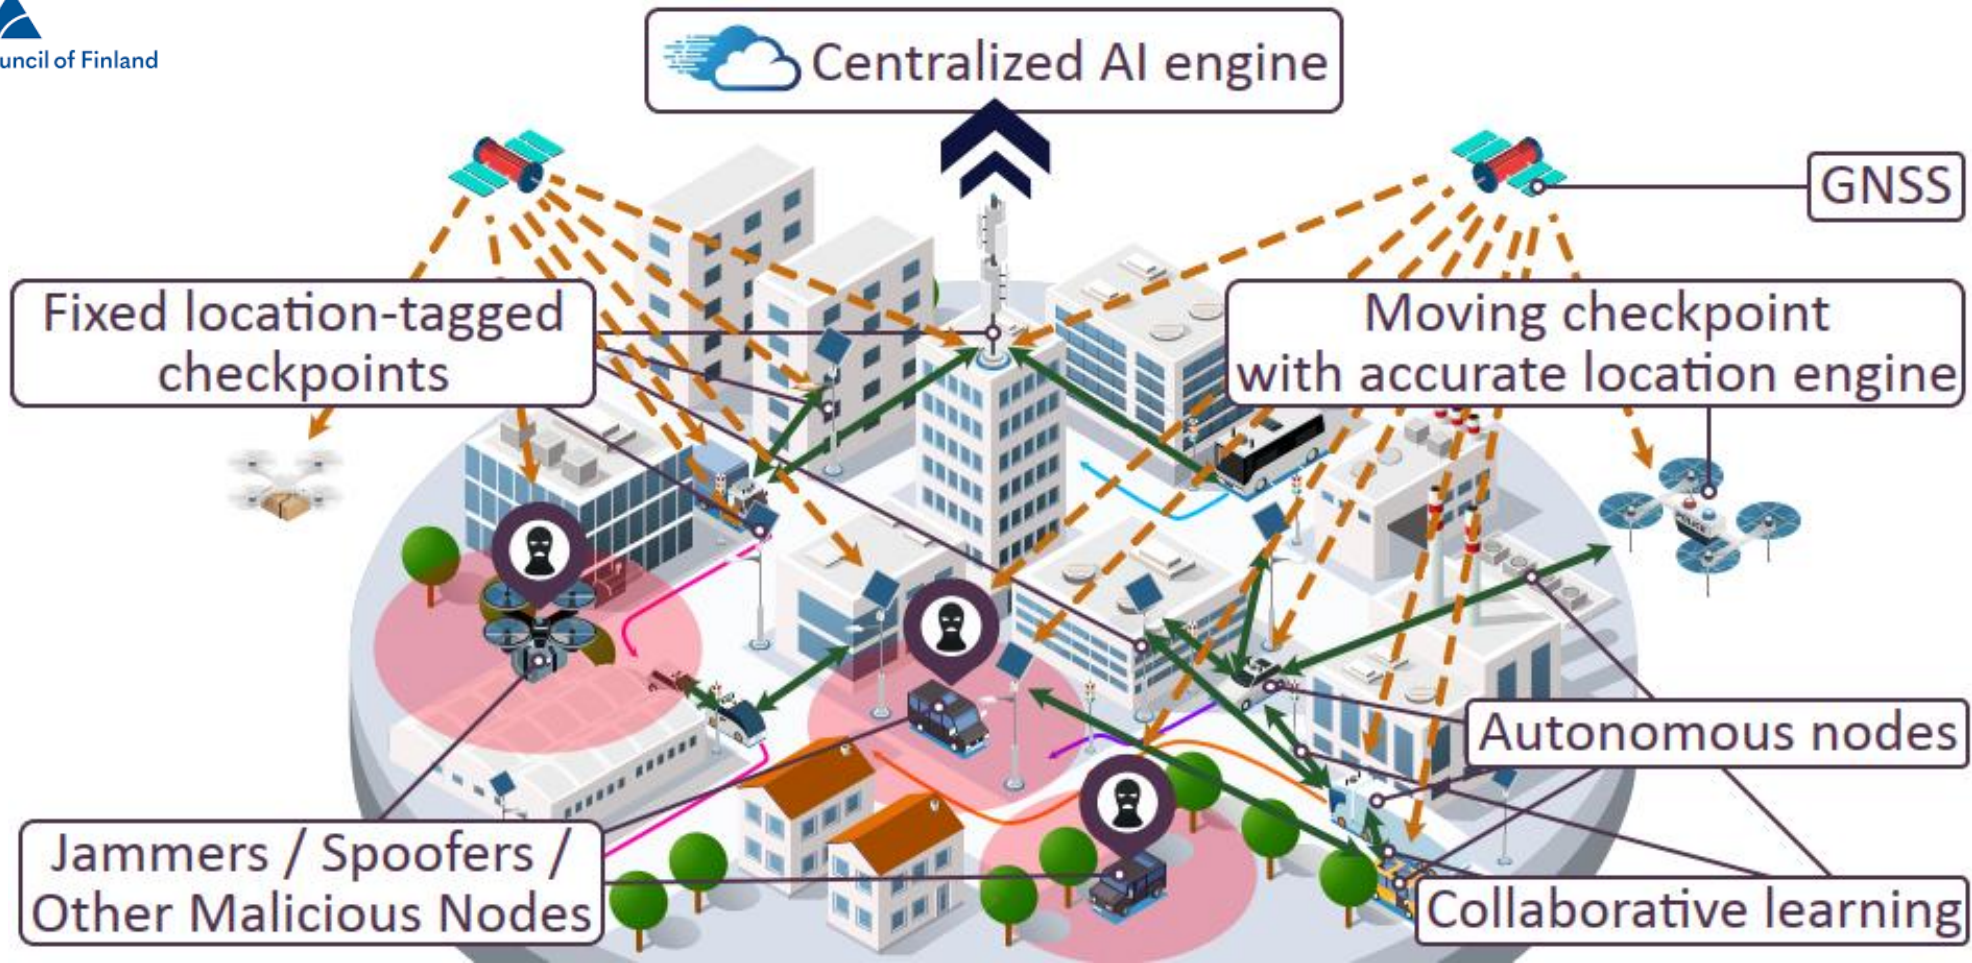 uncil of Finland
Centralized AI engine
GNSS
Fixed location-tagged
checkpoints
Moving checkpoint
with accurate location engine
POLICE
Autonomous nodes
Jammers / Spoofers /
Other Malicious Nodes
Collaborative learning